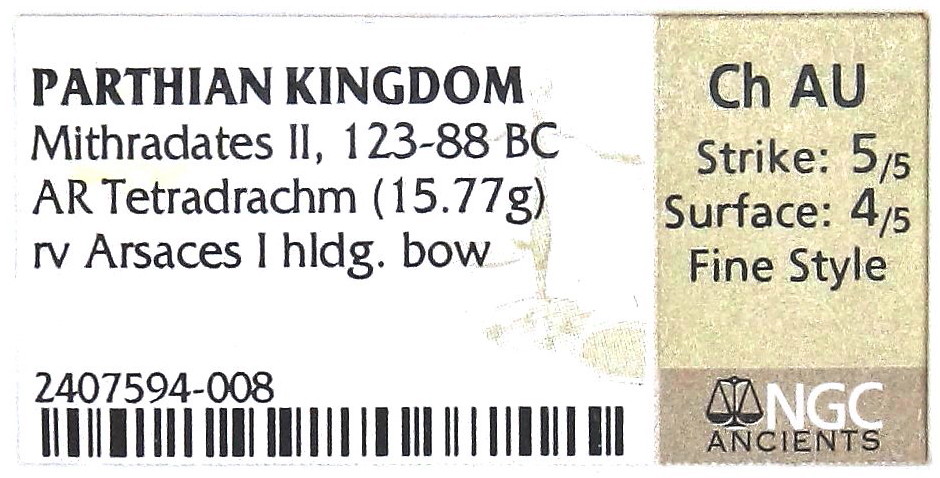 PARTHIAN KINGDOM
Mithradates II, 123-88 BC
AR Tetradrachm (15.77g)
rv Arsaces I hldg. bow
2407594-008
Ch AU
Strike: 5/5
Surface: 4/5
Fine Style
NGC
ANCIENTS